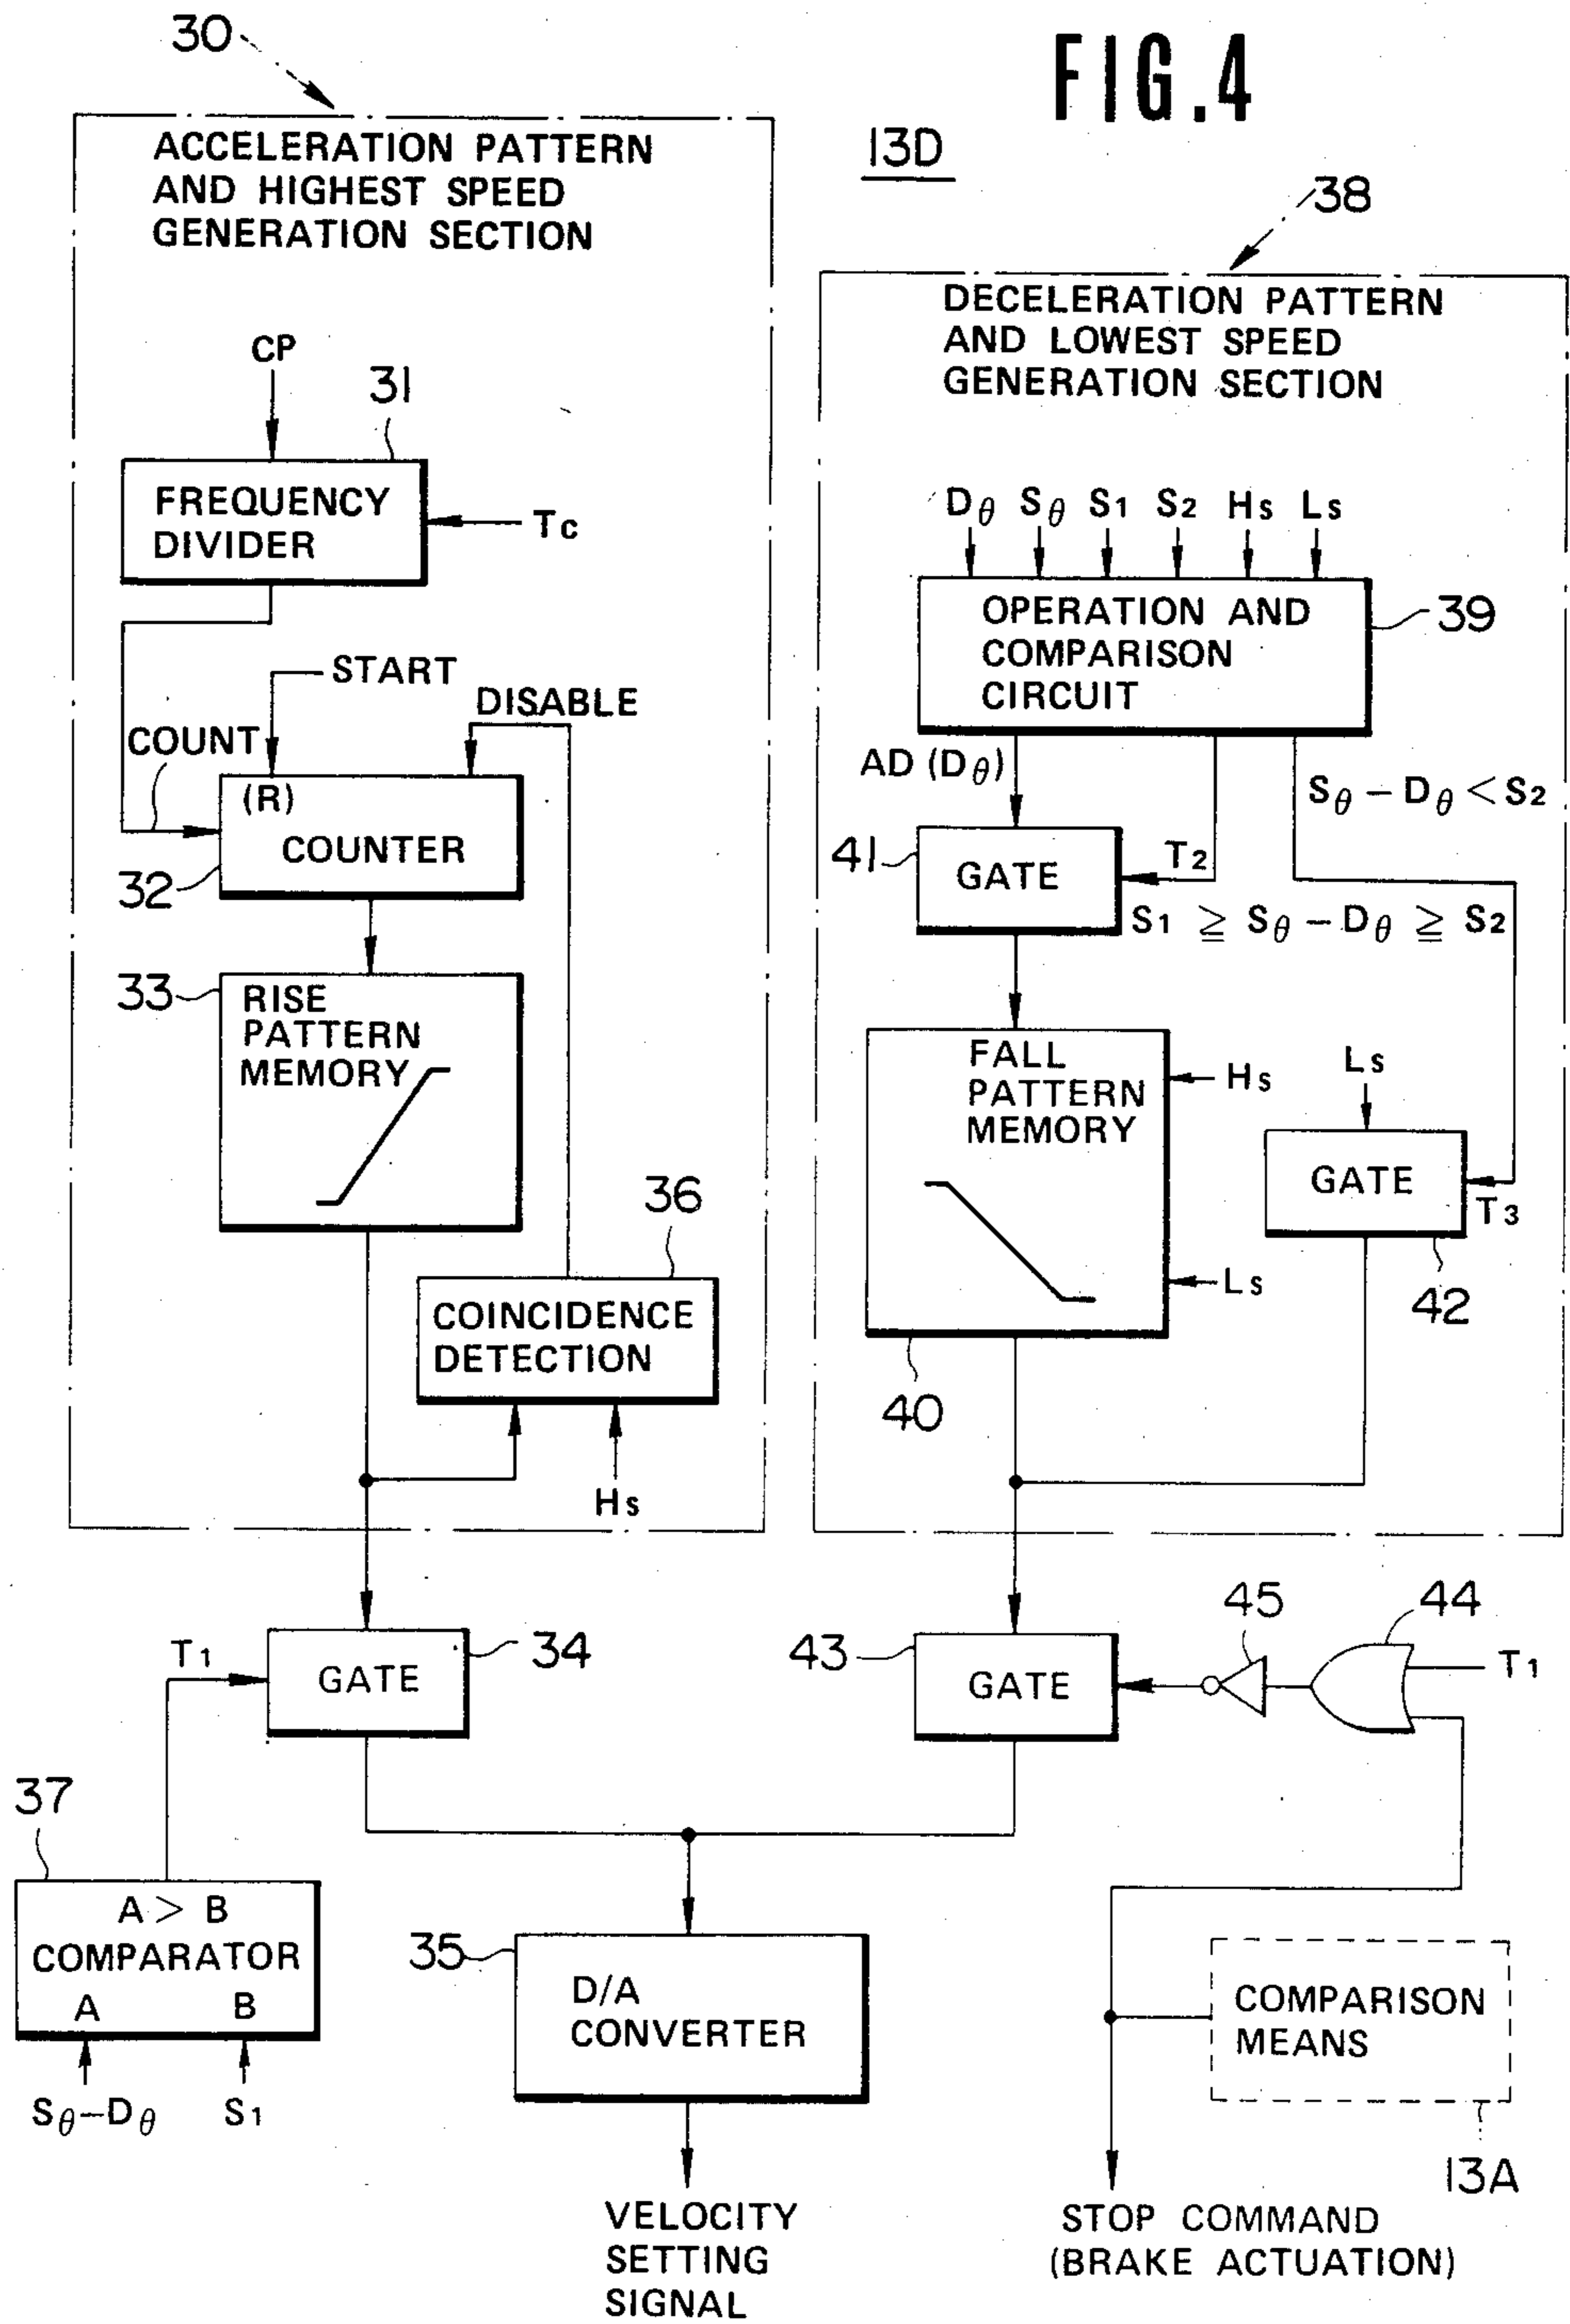 FIG.4
30
13D
38
ACCELERATION PATTERN
AND HIGHEST SPEED
GENERATION SECTION
CP
31
FREQUENCY
DIVIDER
Tc
START
DISABLE
COUNT
(R)
COUNTER
32
33
RISE
PATTERN
MEMORY
36
COINCIDENCE
DETECTION
Hs
DECELERATION PATTERN
AND LOWEST SPEED
GENERATION SECTION
Dθ Sθ S1 S2 Hs Ls
OPERATION AND
COMPARISON
CIRCUIT
39
AD (Dθ)
Sθ − Dθ < S2
41
GATE
T2
S1 ≧ Sθ − Dθ ≧ S2
FALL
PATTERN
MEMORY
Hs
Ls
Ls
GATE
T3
42
40
T1
GATE
34
43
GATE
45
44
T1
37
A > B
COMPARATOR
A B
Sθ−Dθ S1
35
D/A
CONVERTER
VELOCITY
SETTING
SIGNAL
COMPARISON
MEANS
13A
STOP COMMAND
(BRAKE ACTUATION)